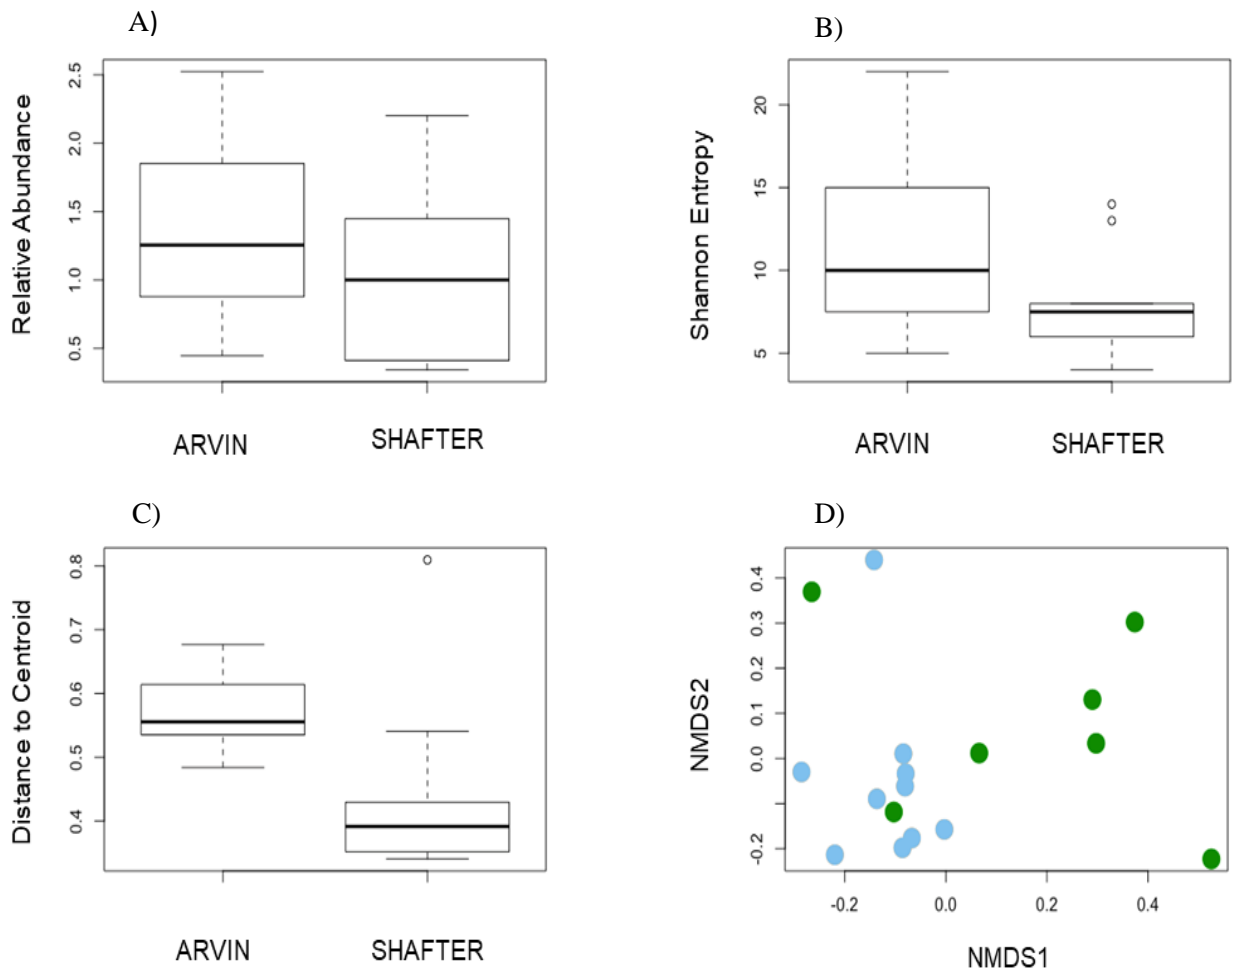 A)
Relative Abundance
2.5
2.0
1.5
1.0
0.5
ARVIN SHAFTER
B)
Shannon Entropy
20
15
10
5
ARVIN SHAFTER
C)
Distance to Centroid
0.8
0.7
0.6
0.5
0.4
ARVIN SHAFTER
D)
NMDS2
0.4
0.3
0.2
0.1
0.0
-0.2
-0.2 0.0 0.2 0.4
NMDS1